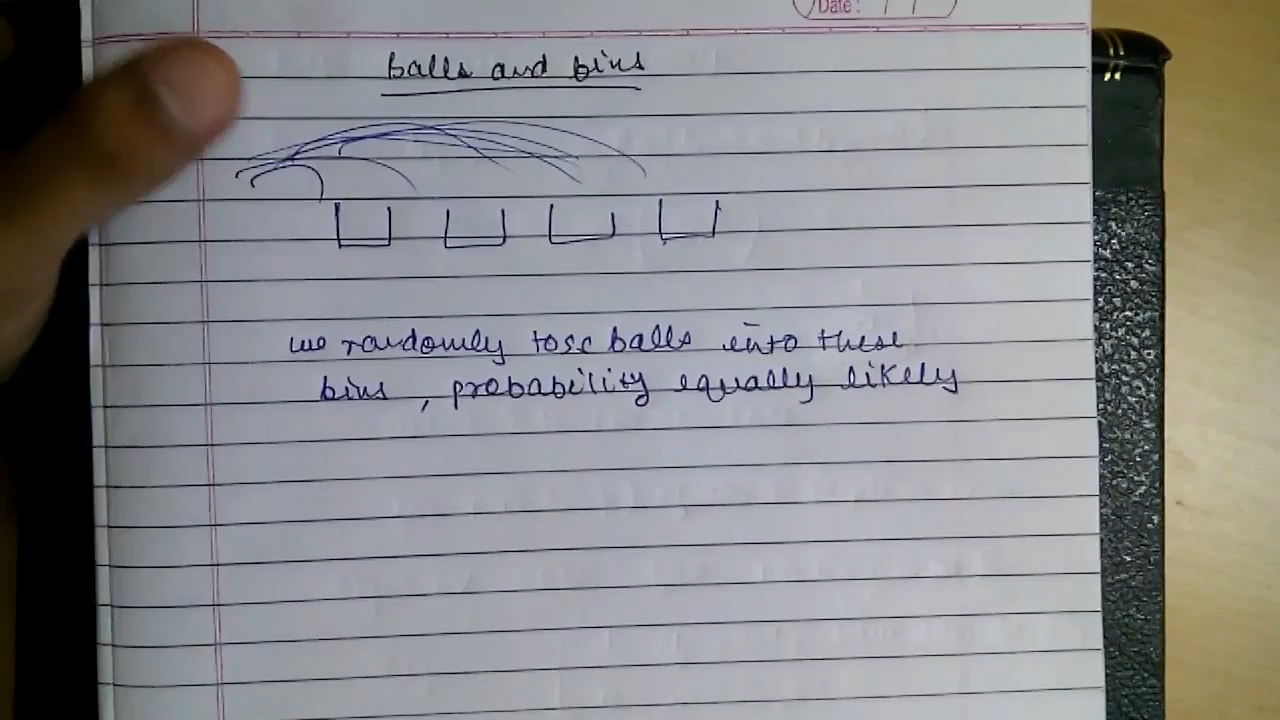 Date :
Balls and bins
we randomly toss balls into these
bins , probability equally likely